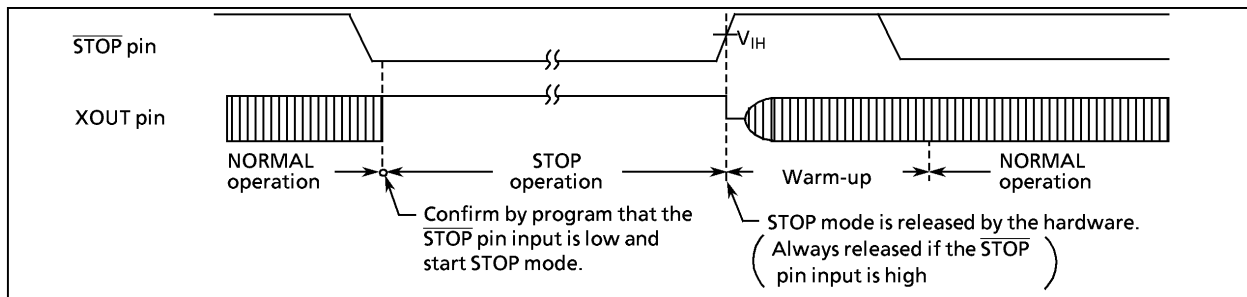 STOP pin
VIH
XOUT pin
NORMAL operation
STOP operation
Warm-up
NORMAL operation
Confirm by program that the
STOP pin input is low and
start STOP mode.
STOP mode is released by the hardware.
( Always released if the STOP
pin input is high )